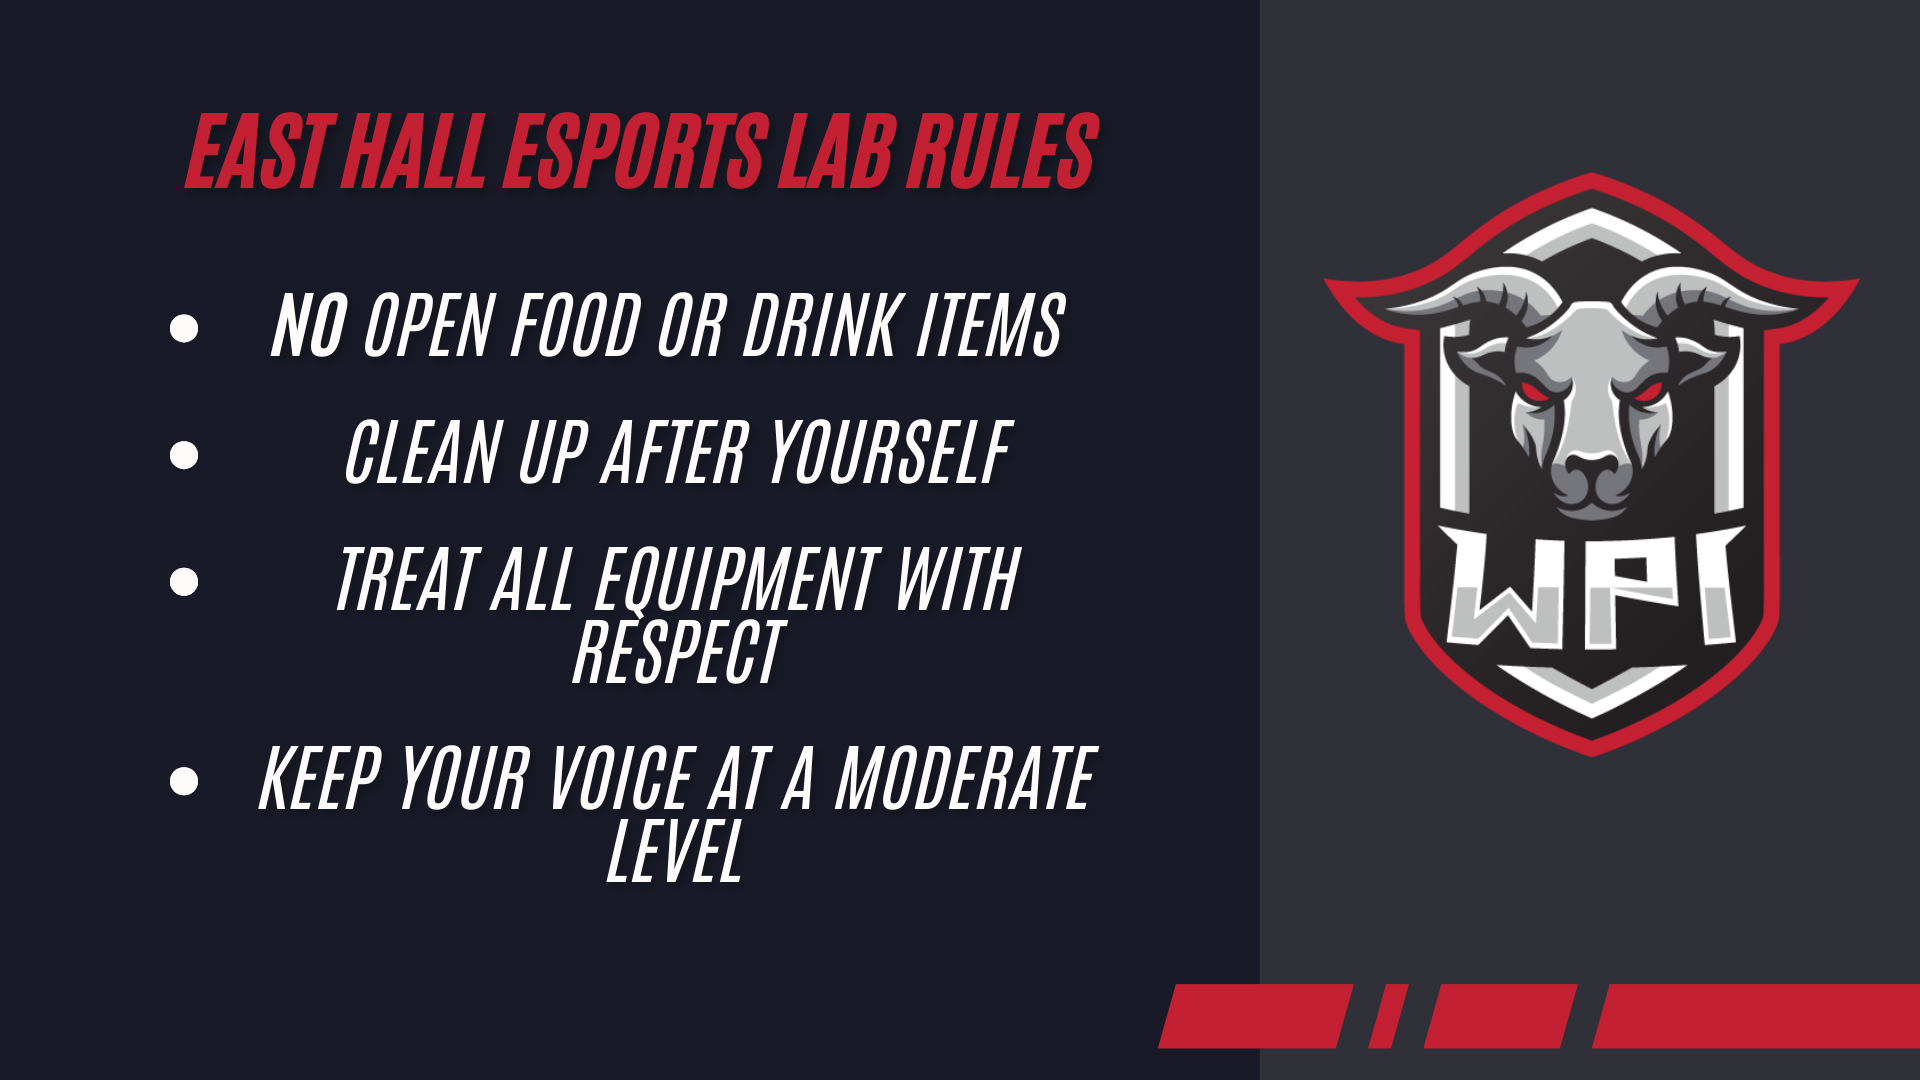 EAST HALL ESPORTS LAB RULES
NO OPEN FOOD OR DRINK ITEMS
CLEAN UP AFTER YOURSELF
TREAT ALL EQUIPMENT WITH
RESPECT
KEEP YOUR VOICE AT A MODERATE
LEVEL
WPI